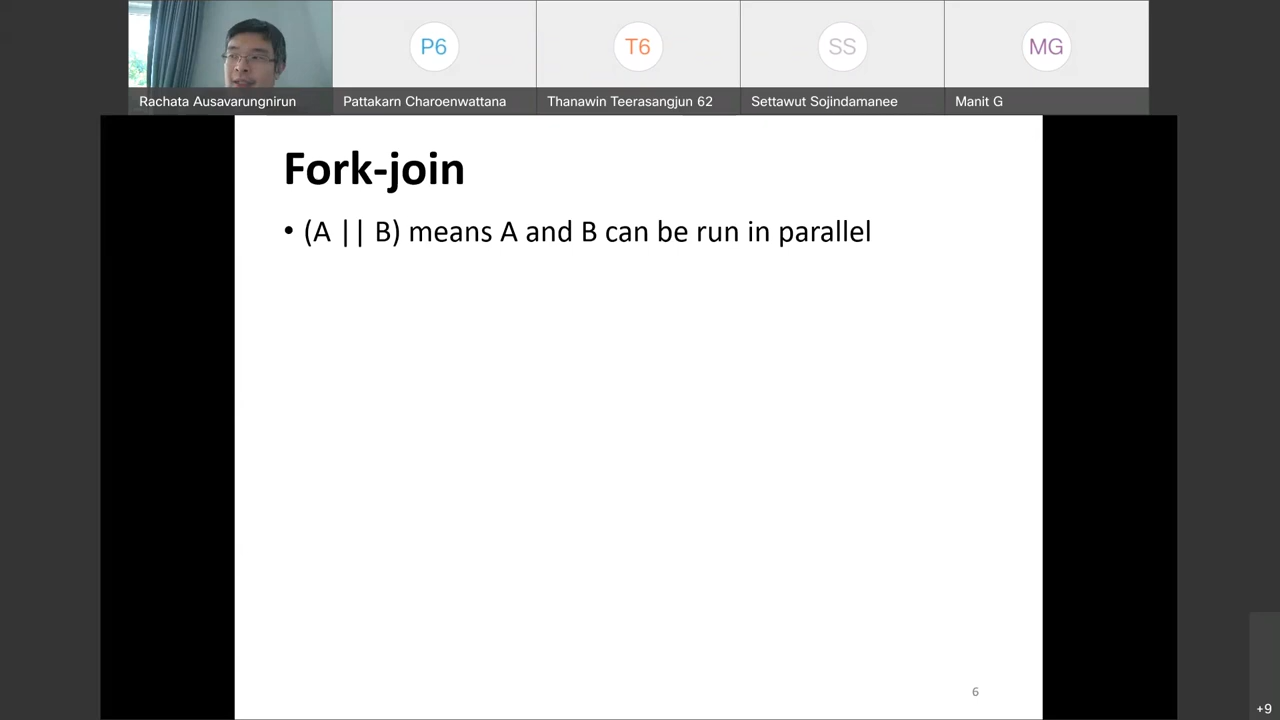 P6
T6
SS
MG
Rachata Ausavarungnirun
Pattakarn Charoenwattana
Thanawin Teerasangjun 62
Settawut Sojindamanee
Manit G
Fork-join
• (A || B) means A and B can be run in parallel
6
+9